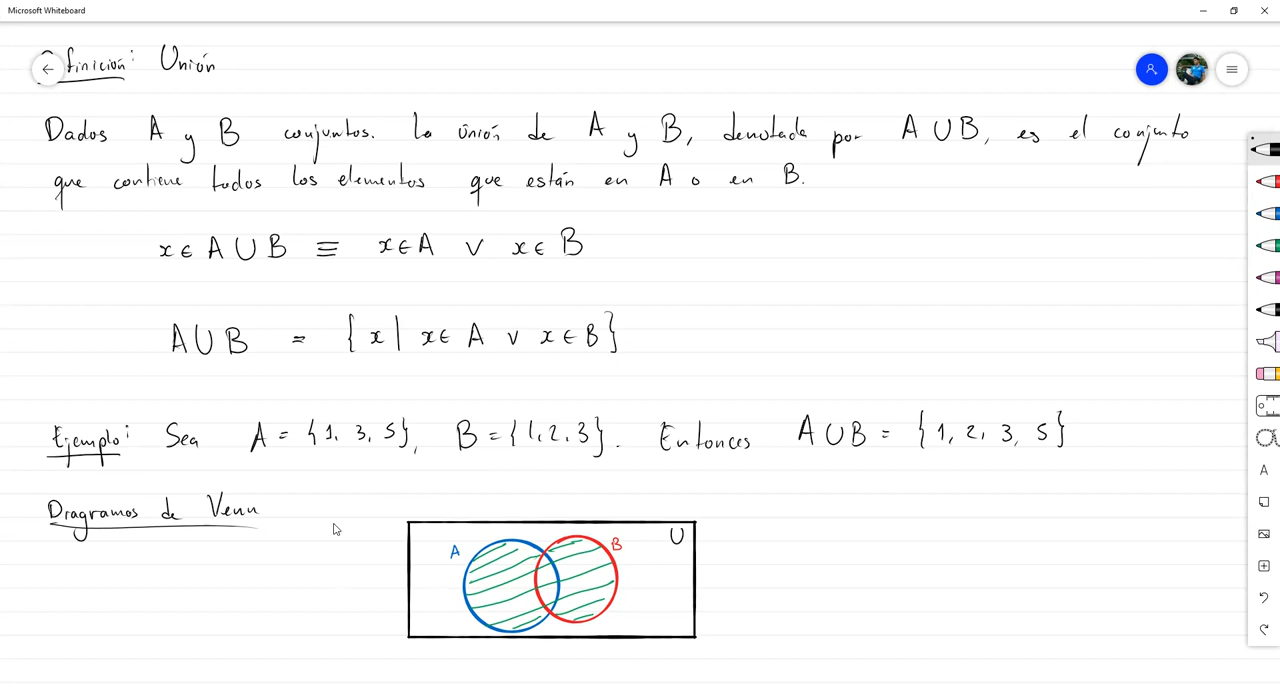 Microsoft Whiteboard
finición: Unión
Dados A y B conjuntos. La únión de A y B, denotada por A ∪ B, es el conjunto
que contiene todos los elementos que están en A o en B.
x ∈ A ∪ B ≡ x ∈ A ∨ x ∈ B
A ∪ B = { x | x ∈ A ∨ x ∈ B }
Ejemplo: Sea A = {1, 3, 5}, B = {1, 2, 3}. Entonces A ∪ B = {1, 2, 3, 5}
Diagramas de Venn
A B U